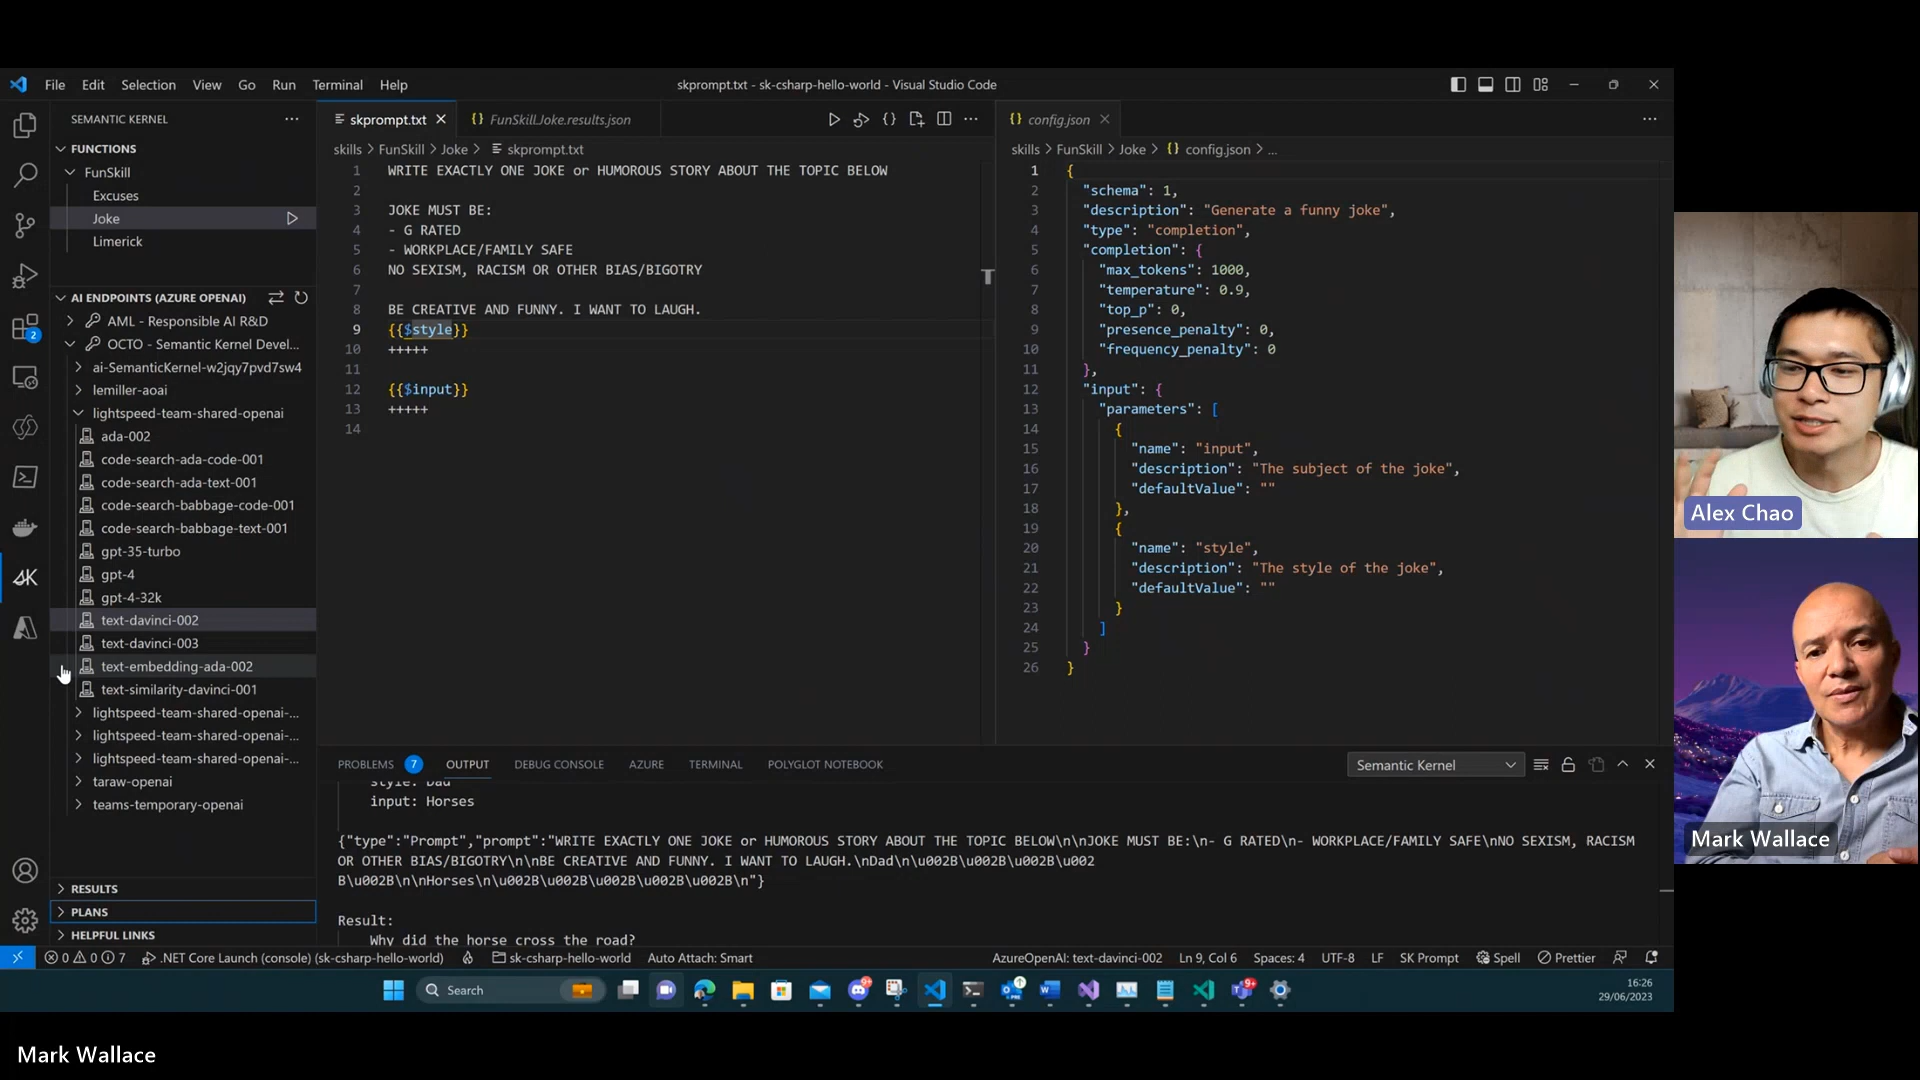 File Edit Selection View Go Run Terminal Help
skprompt.txt - sk-csharp-hello-world - Visual Studio Code
SEMANTIC KERNEL
FUNCTIONS
FunSkill
Excuses
Joke
Limerick
AI ENDPOINTS (AZURE OPENAI)
AML - Responsible AI R&D
OCTO - Semantic Kernel Devel...
ai-SemanticKernel-w2jqy7pvd7sw4
lemiller-aoai
lightspeed-team-shared-openai
ada-002
code-search-ada-code-001
code-search-ada-text-001
code-search-babbage-code-001
code-search-babbage-text-001
gpt-35-turbo
gpt-4
gpt-4-32k
text-davinci-002
text-davinci-003
text-embedding-ada-002
text-similarity-davinci-001
lightspeed-team-shared-openai-...
lightspeed-team-shared-openai-...
lightspeed-team-shared-openai-...
taraw-openai
teams-temporary-openai
RESULTS
PLANS
HELPFUL LINKS
2
skprompt.txt
FunSkill.Joke.results.json
skills > FunSkill > Joke > skprompt.txt
1 WRITE EXACTLY ONE JOKE or HUMOROUS STORY ABOUT THE TOPIC BELOW
2
3 JOKE MUST BE:
4 - G RATED
5 - WORKPLACE/FAMILY SAFE
6 NO SEXISM, RACISM OR OTHER BIAS/BIGOTRY
7
8 BE CREATIVE AND FUNNY. I WANT TO LAUGH.
9 {{$style}}
10 +++++
11
12 {{$input}}
13 +++++
14
config.json
skills > FunSkill > Joke > {} config.json > ...
1 {
2 "schema": 1,
3 "description": "Generate a funny joke",
4 "type": "completion",
5 "completion": {
6 "max_tokens": 1000,
7 "temperature": 0.9,
8 "top_p": 0,
9 "presence_penalty": 0,
10 "frequency_penalty": 0
11 },
12 "input": {
13 "parameters": [
14 {
15 "name": "input",
16 "description": "The subject of the joke",
17 "defaultValue": ""
18 },
19 {
20 "name": "style",
21 "description": "The style of the joke",
22 "defaultValue": ""
23 }
24 ]
25 }
26 }
PROBLEMS 7 OUTPUT DEBUG CONSOLE AZURE TERMINAL POLYGLOT NOTEBOOK
Semantic Kernel
style: Dad
input: Horses
{"type":"Prompt","prompt":"WRITE EXACTLY ONE JOKE or HUMOROUS STORY ABOUT THE TOPIC BELOW\n\nJOKE MUST BE:\n- G RATED\n- WORKPLACE/FAMILY SAFE\nNO SEXISM, RACISM
OR OTHER BIAS/BIGOTRY\n\nBE CREATIVE AND FUNNY. I WANT TO LAUGH.\nDad\n\u002B\u002B\u002B\u002
B\u002B\n\nHorses\n\u002B\u002B\u002B\u002B\u002B\n"}
Result:
Why did the horse cross the road?
0 0 7 .NET Core Launch (console) (sk-csharp-hello-world) sk-csharp-hello-world Auto Attach: Smart
AzureOpenAI: text-davinci-002 Ln 9, Col 6 Spaces: 4 UTF-8 LF SK Prompt Spell Prettier
Search
16:26
29/06/2023
Alex Chao
Mark Wallace
Mark Wallace